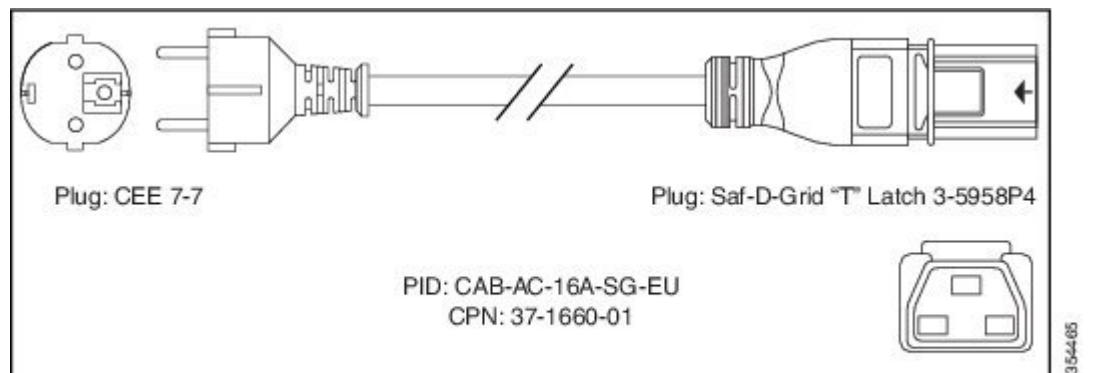 Plug: CEE 7-7
Plug: Saf-D-Grid “T” Latch 3-5958P4
PID: CAB-AC-16A-SG-EU
CPN: 37-1660-01
354465